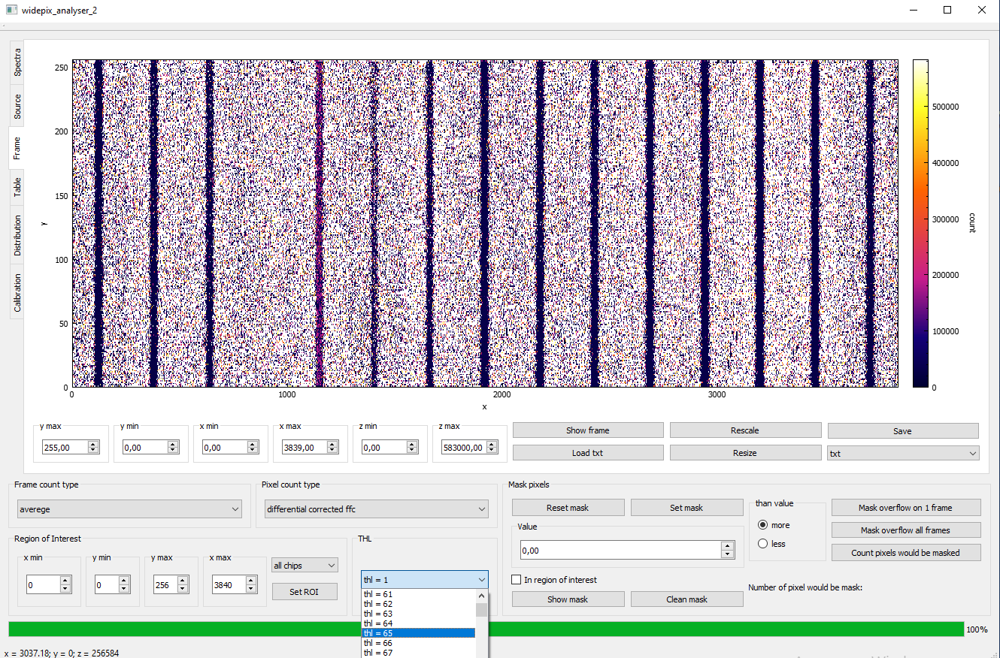 widepix_analyser_2
Spectra
Source
Frame
Table
Distribution
Calibration
250
200
150
100
50
0
y
0
1000
2000
3000
x
500000
400000
300000
200000
100000
0
count
y max
y min
x min
x max
z min
z max
255,00
0,00
0,00
3839,00
0,00
583000,00
Show frame
Rescale
Save
Load txt
Resize
txt
Frame count type
averege
Pixel count type
differential corrected ffc
Mask pixels
Reset mask
Set mask
Value
0,00
In region of interest
Show mask
Clean mask
than value
more
less
Mask overflow on 1 frame
Mask overflow all frames
Count pixels would be masked
Number of pixel would be mask:
Region of Interest
x min
y min
y max
x max
0
0
256
3840
all chips
Set ROI
THL
thl = 1
thl = 61
thl = 62
thl = 63
thl = 64
thl = 65
thl = 66
thl = 67
100%
x = 3037.18; y = 0; z = 256584